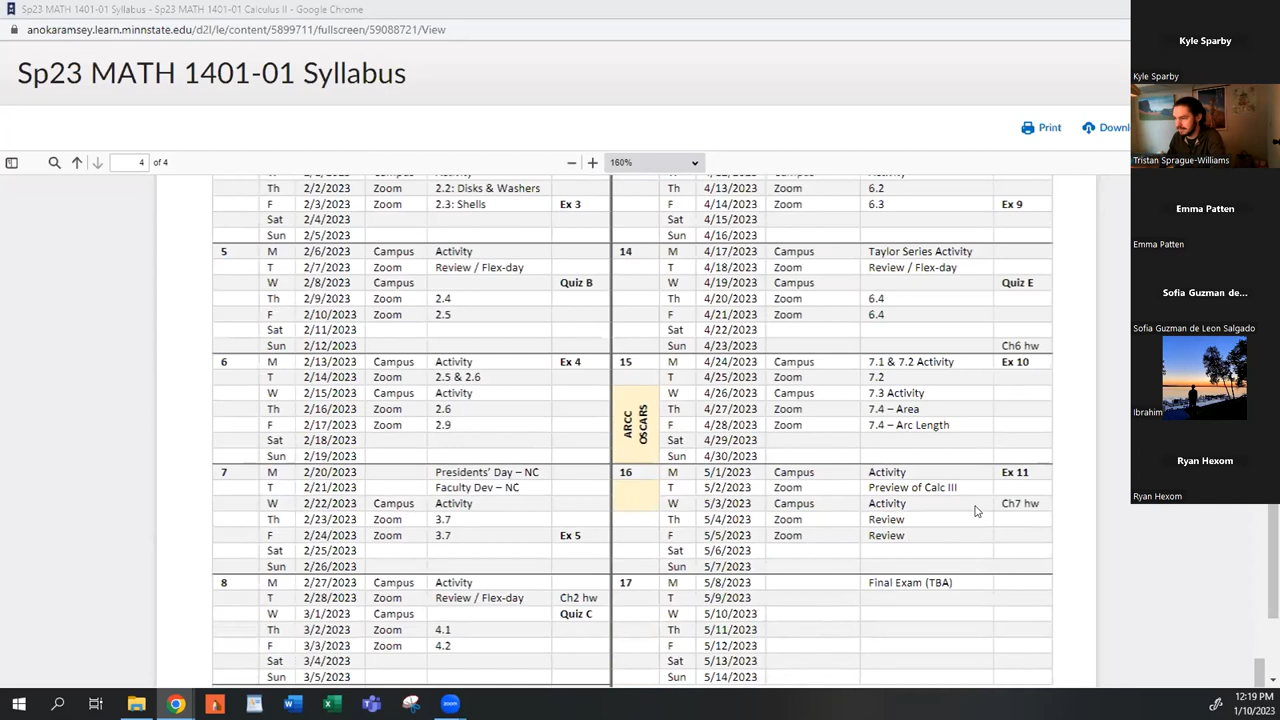 Sp23 MATH 1401-01 Syllabus - Sp23 MATH 1401-01 Calculus II - Google Chrome
anokaramsey.learn.minnstate.edu/d2l/le/content/5899711/fullscreen/59088721/View
Sp23 MATH 1401-01 Syllabus
Print Downl
4 of 4 160%
Th 2/2/2023 Zoom 2.2: Disks & Washers Th 4/13/2023 Zoom 6.2
F 2/3/2023 Zoom 2.3: Shells Ex 3 F 4/14/2023 Zoom 6.3 Ex 9
Sat 2/4/2023 Sat 4/15/2023
Sun 2/5/2023 Sun 4/16/2023
5 M 2/6/2023 Campus Activity 14 M 4/17/2023 Campus Taylor Series Activity
T 2/7/2023 Zoom Review / Flex-day T 4/18/2023 Zoom Review / Flex-day
W 2/8/2023 Campus Quiz B W 4/19/2023 Campus Quiz E
Th 2/9/2023 Zoom 2.4 Th 4/20/2023 Zoom 6.4
F 2/10/2023 Zoom 2.5 F 4/21/2023 Zoom 6.4
Sat 2/11/2023 Sat 4/22/2023
Sun 2/12/2023 Sun 4/23/2023 Ch6 hw
6 M 2/13/2023 Campus Activity Ex 4 15 M 4/24/2023 Campus 7.1 & 7.2 Activity Ex 10
T 2/14/2023 Zoom 2.5 & 2.6 T 4/25/2023 Zoom 7.2
W 2/15/2023 Campus Activity W 4/26/2023 Campus 7.3 Activity
Th 2/16/2023 Zoom 2.6 ARCC OSCARS Th 4/27/2023 Zoom 7.4 – Area
F 2/17/2023 Zoom 2.9 F 4/28/2023 Zoom 7.4 – Arc Length
Sat 2/18/2023 Sat 4/29/2023
Sun 2/19/2023 Sun 4/30/2023
7 M 2/20/2023 Presidents' Day – NC 16 M 5/1/2023 Campus Activity Ex 11
T 2/21/2023 Faculty Dev – NC T 5/2/2023 Zoom Preview of Calc III
W 2/22/2023 Campus Activity W 5/3/2023 Campus Activity Ch7 hw
Th 2/23/2023 Zoom 3.7 Th 5/4/2023 Zoom Review
F 2/24/2023 Zoom 3.7 Ex 5 F 5/5/2023 Zoom Review
Sat 2/25/2023 Sat 5/6/2023
Sun 2/26/2023 Sun 5/7/2023
8 M 2/27/2023 Campus Activity 17 M 5/8/2023 Final Exam (TBA)
T 2/28/2023 Zoom Review / Flex-day Ch2 hw T 5/9/2023
W 3/1/2023 Campus Quiz C W 5/10/2023
Th 3/2/2023 Zoom 4.1 Th 5/11/2023
F 3/3/2023 Zoom 4.2 F 5/12/2023
Sat 3/4/2023 Sat 5/13/2023
Sun 3/5/2023 Sun 5/14/2023
Kyle Sparby
Kyle Sparby
Tristan Sprague-Williams
Emma Patten
Emma Patten
Sofia Guzman de...
Sofia Guzman de Leon Salgado
Ibrahim
Ryan Hexom
Ryan Hexom
12:19 PM
1/10/2023